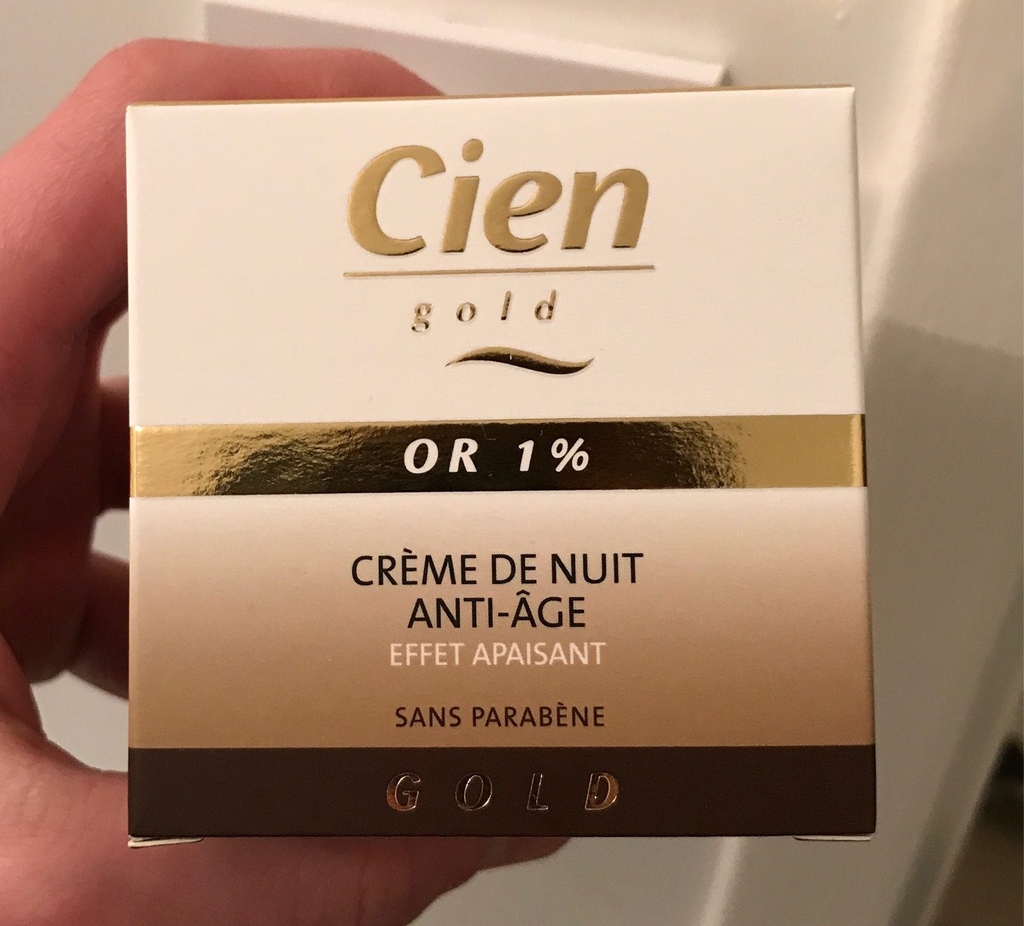 Cien
gold
OR 1%
CRÈME DE NUIT
ANTI-ÂGE
EFFET APAISANT
SANS PARABÈNE
GOLD